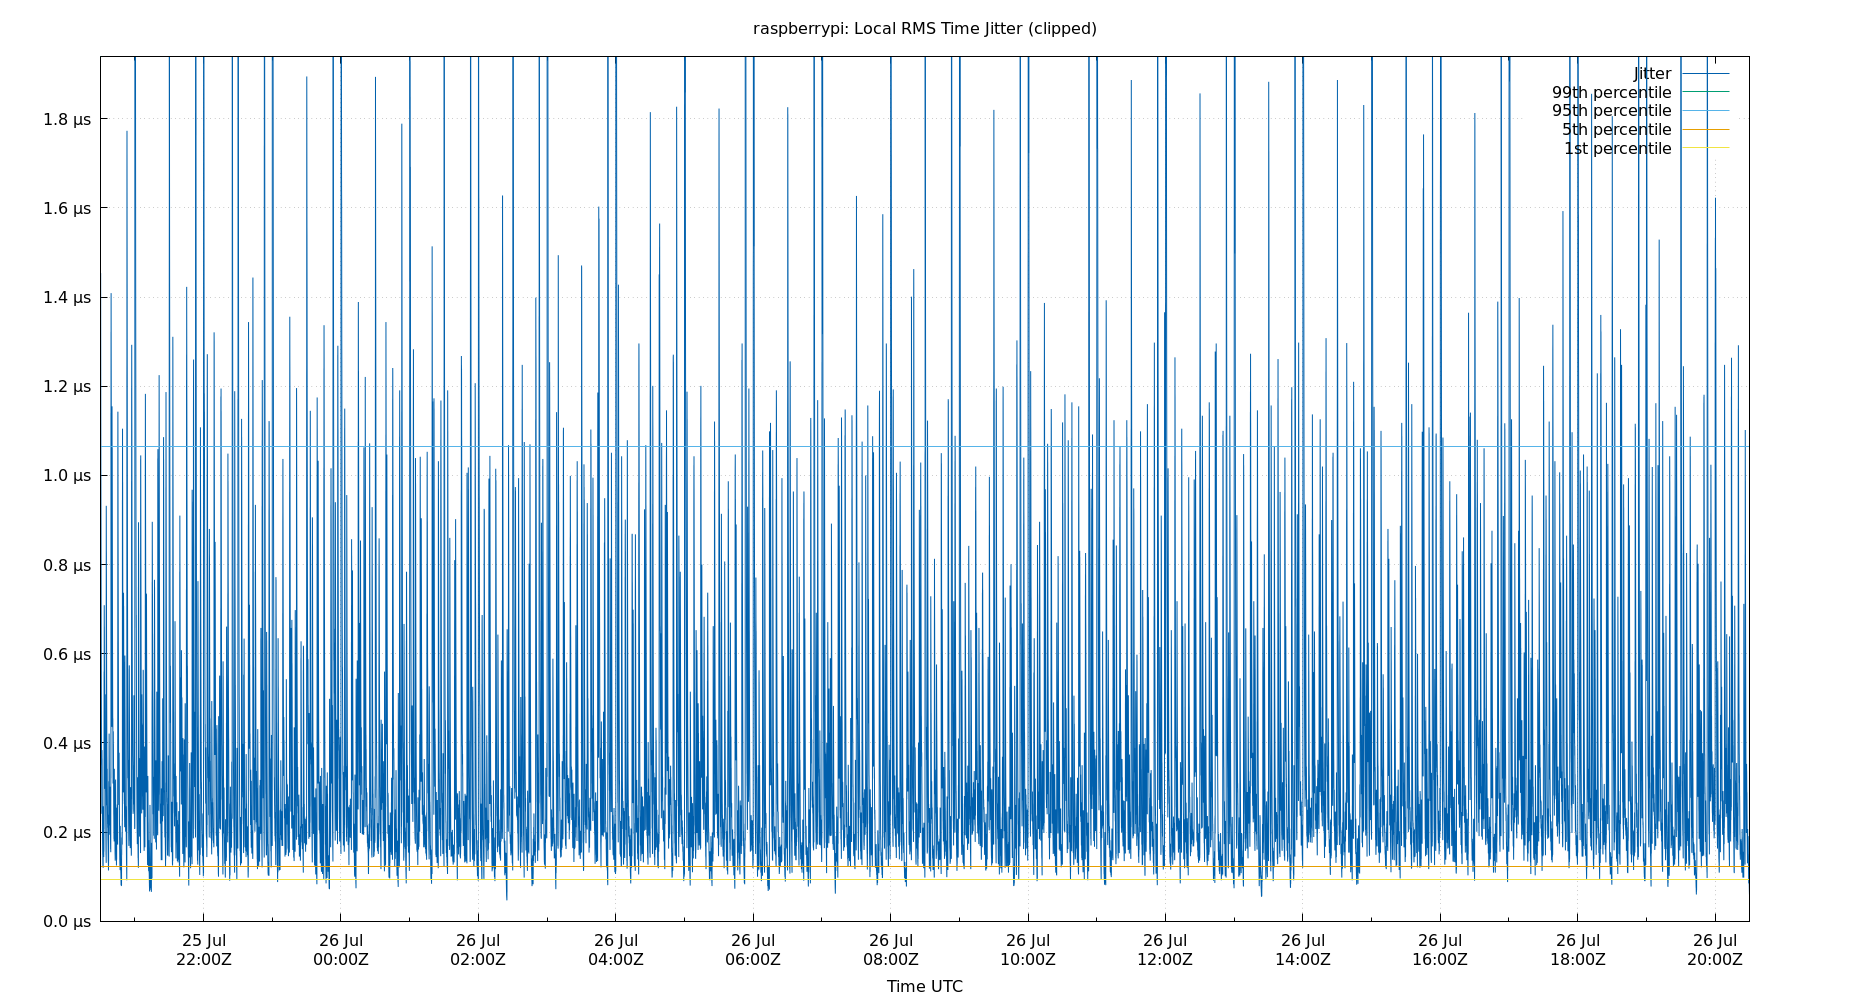 raspberrypi: Local RMS Time Jitter (clipped)
Jitter
99th percentile
95th percentile
5th percentile
1st percentile
1.8 µs
1.6 µs
1.4 µs
1.2 µs
1.0 µs
0.8 µs
0.6 µs
0.4 µs
0.2 µs
0.0 µs
25 Jul 26 Jul 26 Jul 26 Jul 26 Jul 26 Jul 26 Jul 26 Jul 26 Jul 26 Jul 26 Jul 26 Jul
22:00Z 00:00Z 02:00Z 04:00Z 06:00Z 08:00Z 10:00Z 12:00Z 14:00Z 16:00Z 18:00Z 20:00Z
Time UTC